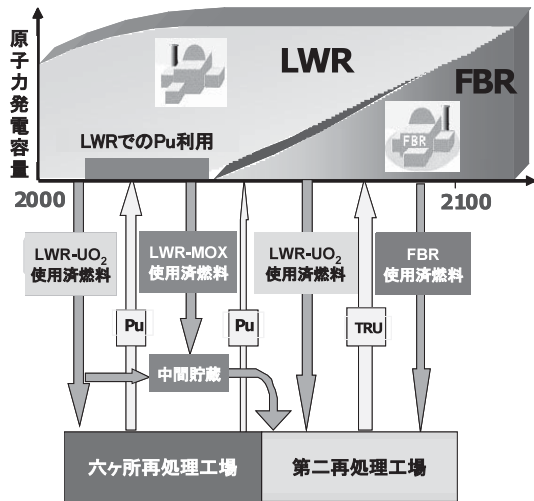 原子力発電容量
LWR
FBR
FBR
LWRでのPu利用
2000
2100
LWR-UO₂
使用済燃料
LWR-MOX
使用済燃料
LWR-UO₂
使用済燃料
FBR
使用済燃料
Pu
Pu
TRU
中間貯蔵
六ヶ所再処理工場
第二再処理工場